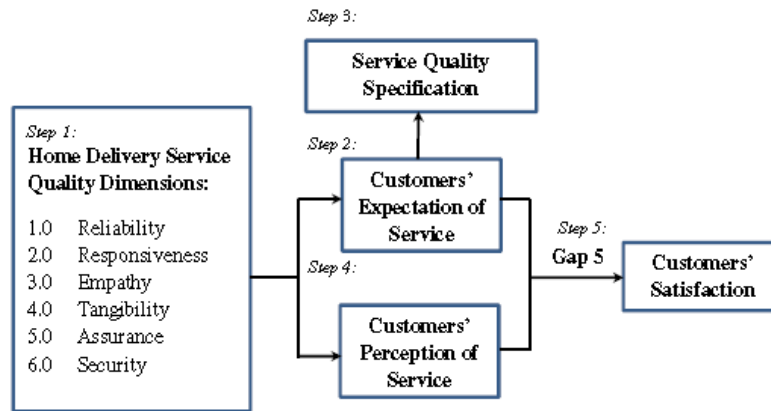 Step 3:
Service Quality
Specification
Step 1:
Home Delivery Service
Quality Dimensions:
1.0 Reliability
2.0 Responsiveness
3.0 Empathy
4.0 Tangibility
5.0 Assurance
6.0 Security
Step 2:
Customers'
Expectation of
Service
Step 4:
Customers'
Perception of
Service
Step 5:
Gap 5
Customers'
Satisfaction